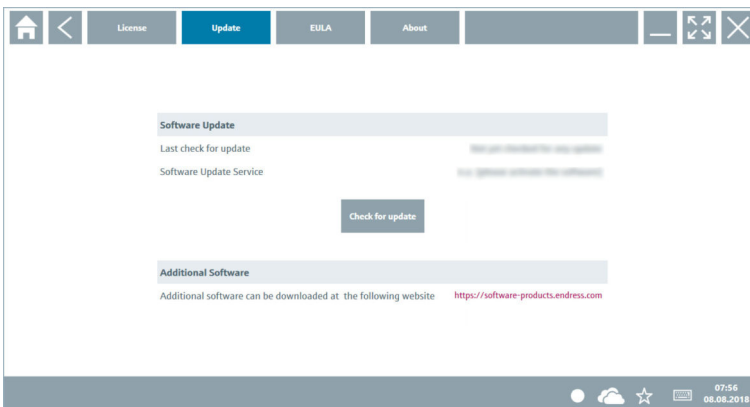 License Update EULA About
Software Update
Last check for update
Software Update Service
Check for update
Additional Software
Additional software can be downloaded at the following website https://software-products.endress.com
07:56
08.08.2018